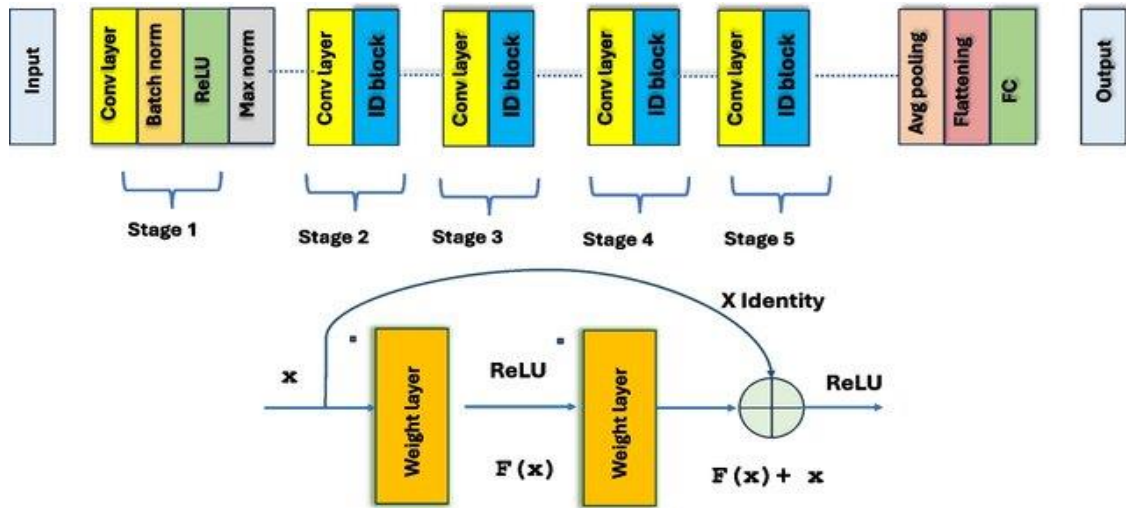 Input
Conv layer
Batch norm
ReLU
Max norm
Conv layer
ID block
Conv layer
ID block
Conv layer
ID block
Conv layer
ID block
Avg pooling
Flattening
FC
Output
Stage 1
Stage 2
Stage 3
Stage 4
Stage 5
X Identity
x
Weight layer
ReLU
Weight layer
ReLU
F(x)
F(x)+ x